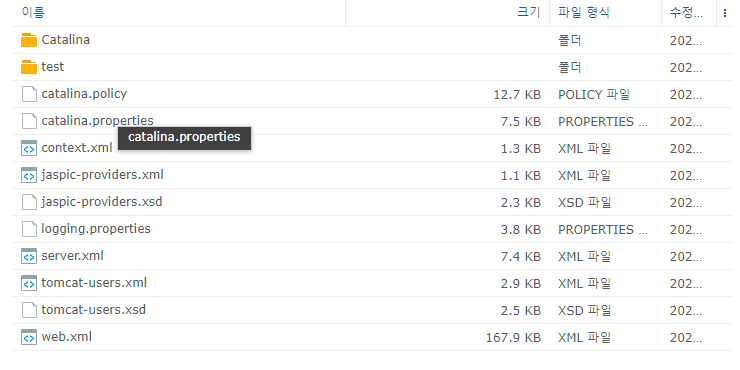 이름 크기 파일 형식 수정...
Catalina 폴더 202...
test 폴더 202...
catalina.policy 12.7 KB POLICY 파일 202...
catalina.properties 7.5 KB PROPERTIES ... 202...
catalina.properties
context.xml 1.3 KB XML 파일 202...
jaspic-providers.xml 1.1 KB XML 파일 202...
jaspic-providers.xsd 2.3 KB XSD 파일 202...
logging.properties 3.8 KB PROPERTIES ... 202...
server.xml 7.4 KB XML 파일 202...
tomcat-users.xml 2.9 KB XML 파일 202...
tomcat-users.xsd 2.5 KB XSD 파일 202...
web.xml 167.9 KB XML 파일 202...